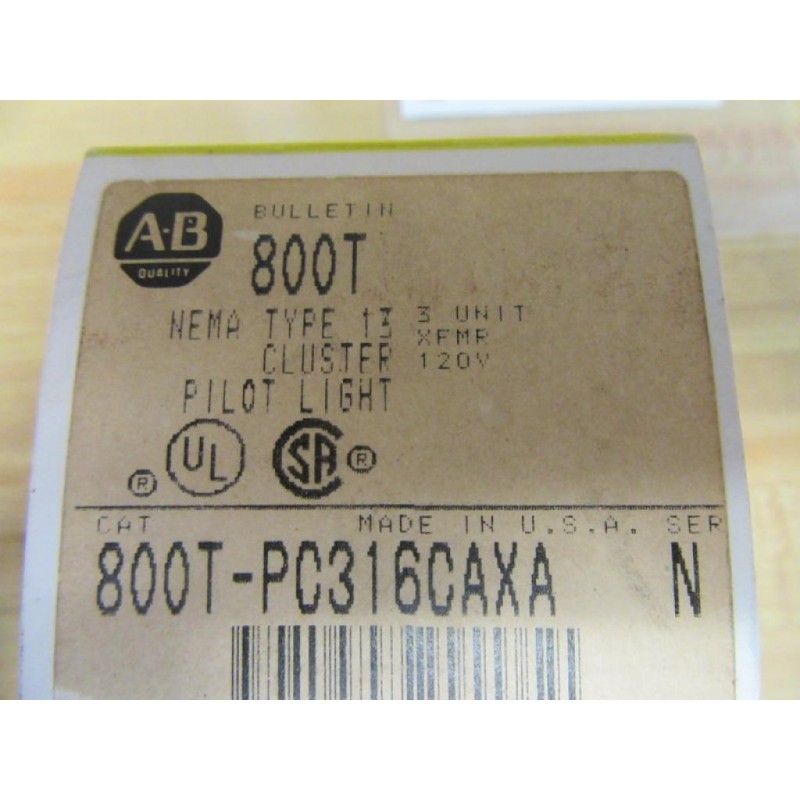 A-B
QUALITY
BULLETIN
800T
NEMA TYPE 13 3 UNIT
XFMR
CLUSTER 120V
PILOT LIGHT
® UL SA ®
CAT MADE IN U.S.A. SER
800T-PC316CAXA N